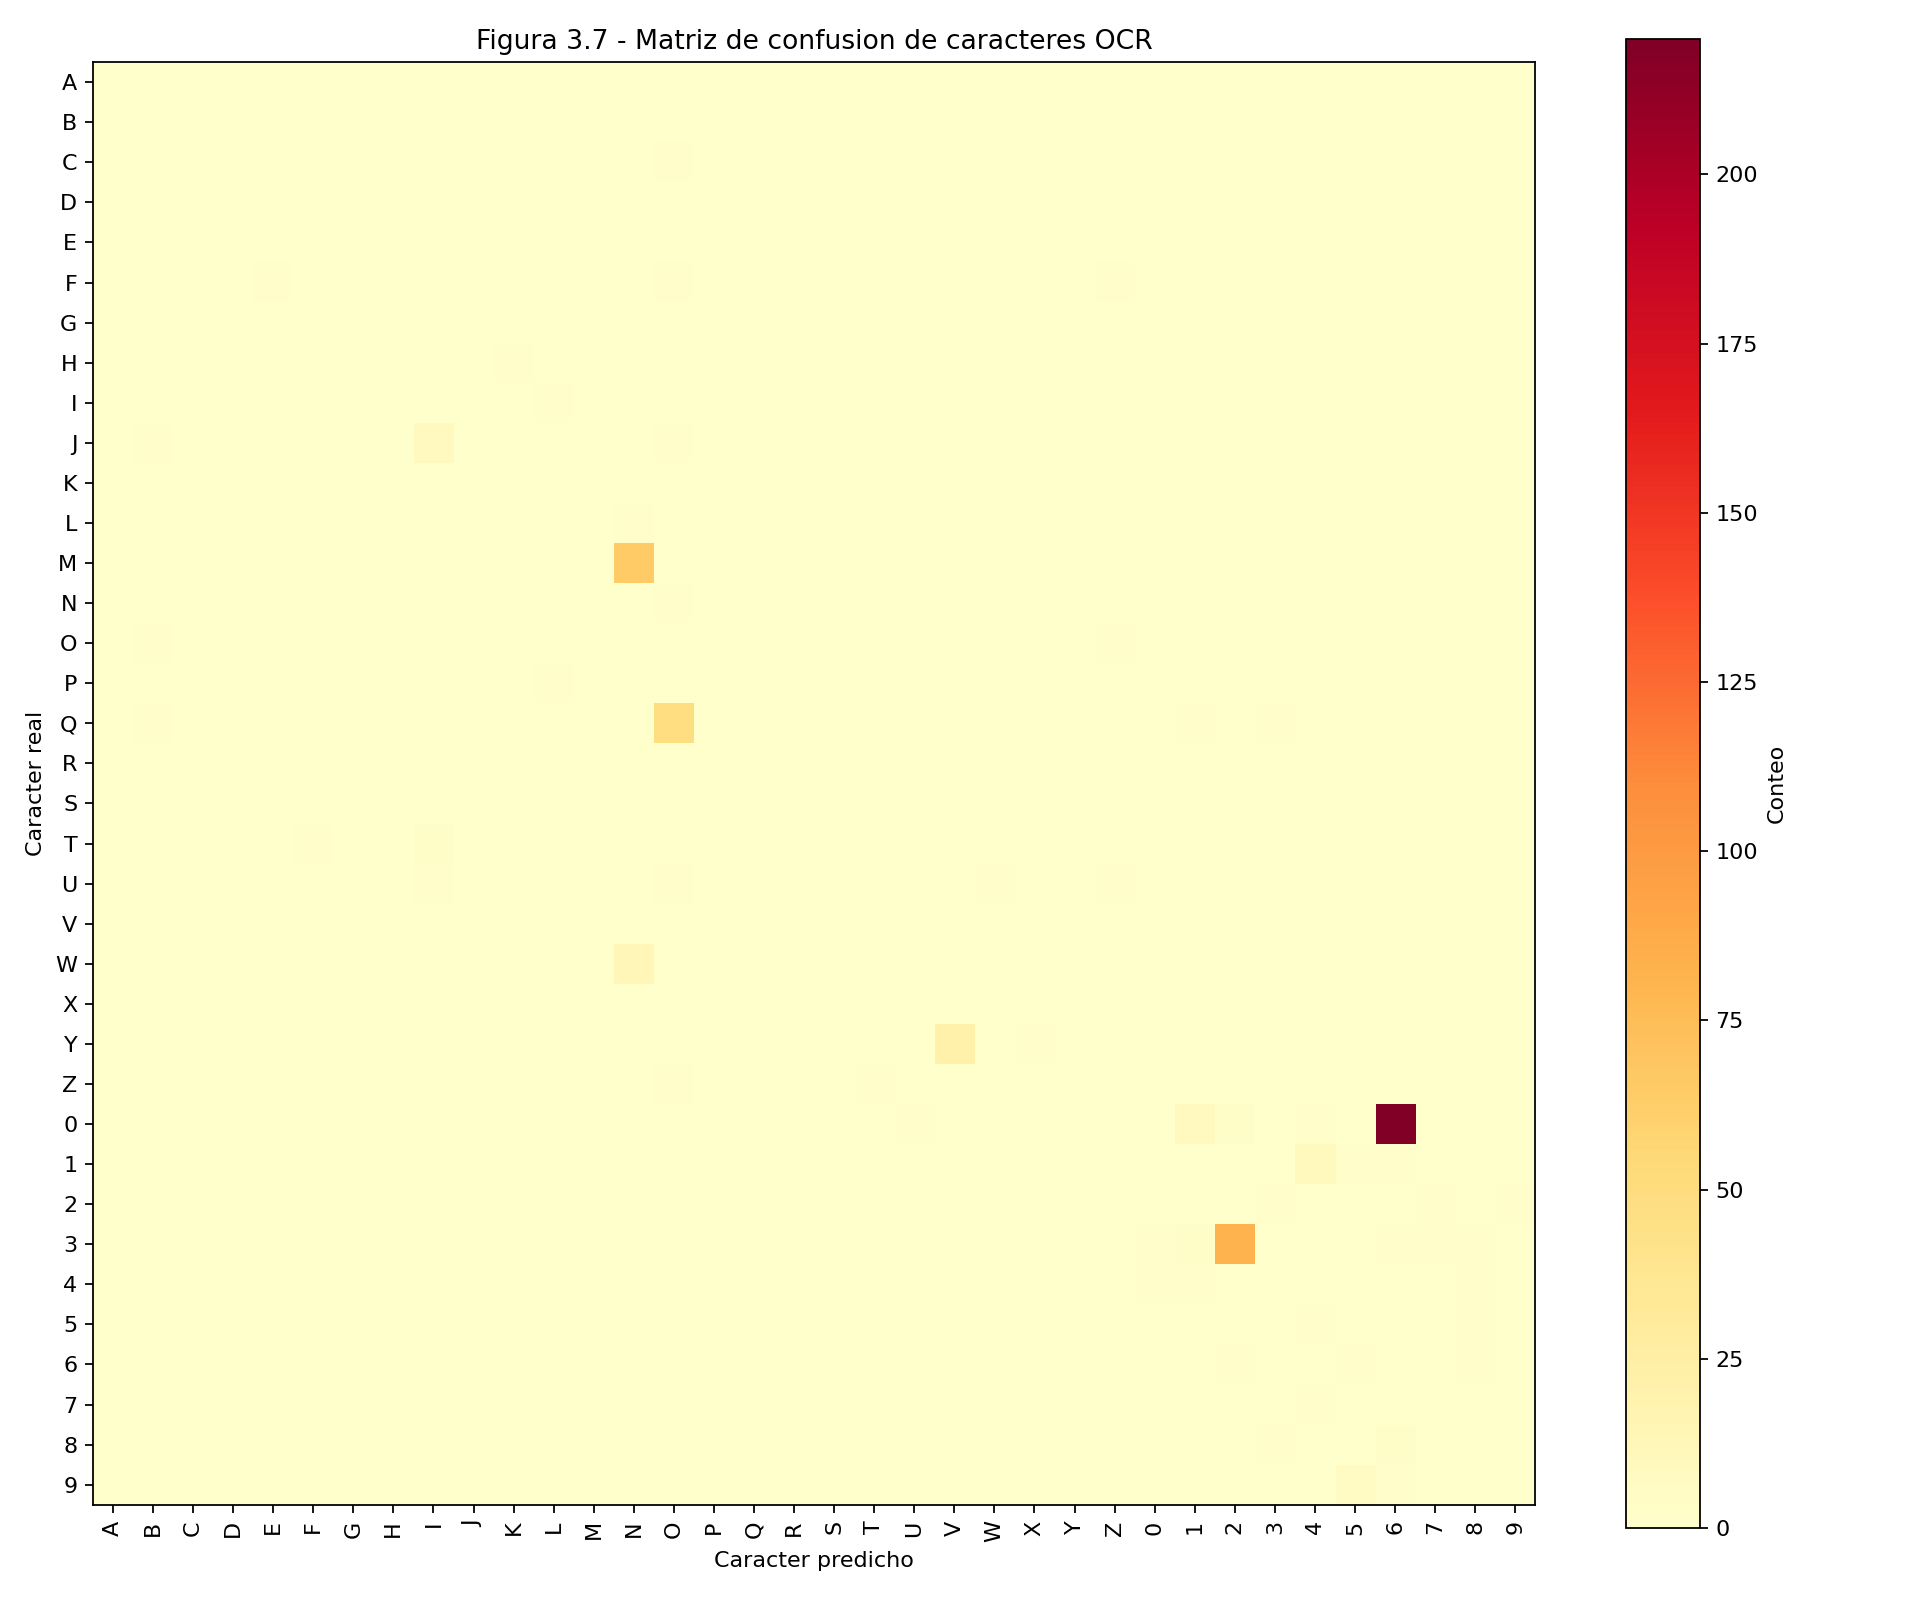 Figura 3.7 - Matriz de confusion de caracteres OCR
Caracter real
A
B
C
D
E
F
G
H
I
J
K
L
M
N
O
P
Q
R
S
T
U
V
W
X
Y
Z
0
1
2
3
4
5
6
7
8
9
A B C D E F G H I J K L M N O P Q R S T U V W X Y Z 0 1 2 3 4 5 6 7 8 9
Caracter predicho
200
175
150
125
100
75
50
25
0
Conteo